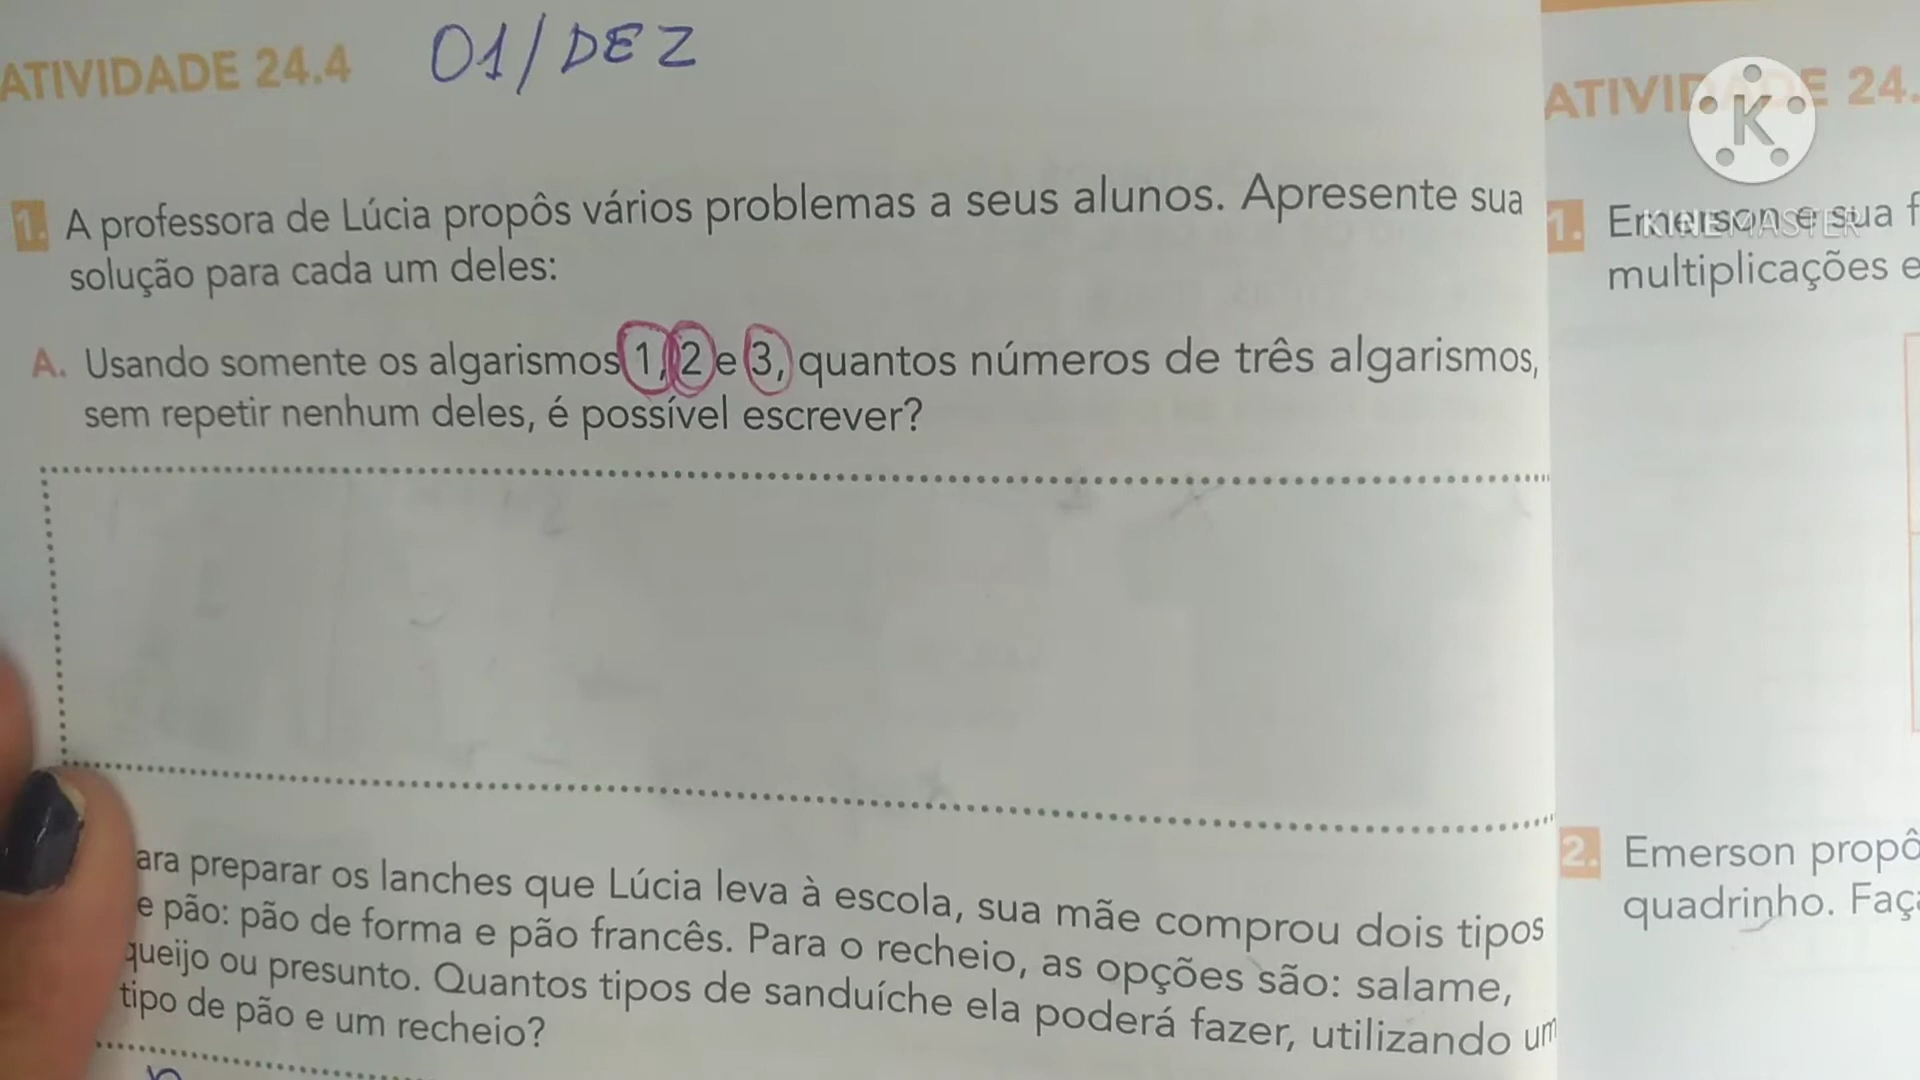 ATIVIDADE 24.4 01/DEZ
1. A professora de Lúcia propôs vários problemas a seus alunos. Apresente sua
solução para cada um deles:
A. Usando somente os algarismos 1, 2 e 3, quantos números de três algarismos,
sem repetir nenhum deles, é possível escrever?
ara preparar os lanches que Lúcia leva à escola, sua mãe comprou dois tipos
e pão: pão de forma e pão francês. Para o recheio, as opções são: salame,
queijo ou presunto. Quantos tipos de sanduíche ela poderá fazer, utilizando um
tipo de pão e um recheio?
ATIVIDADE 24.
K
KINEMASTER
1. Emerson e sua f
multiplicações e
2. Emerson propô
quadrinho. Faç